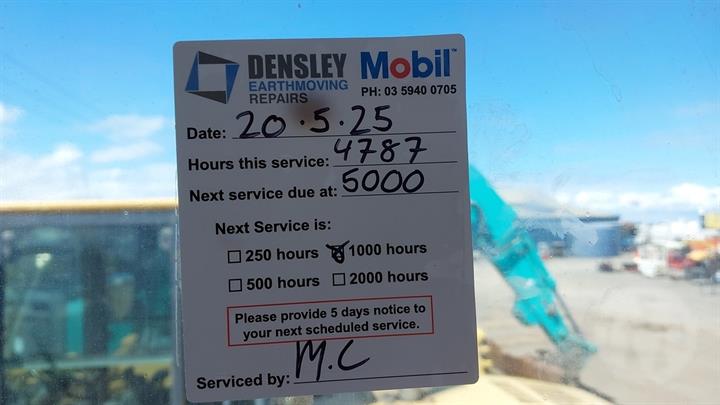 DENSLEY
EARTHMOVING
REPAIRS
Mobil™
PH: 03 5940 0705
Date: 20.5.25
Hours this service: 4787
Next service due at: 5000
Next Service is:
250 hours 1000 hours
500 hours 2000 hours
Please provide 5 days notice to
your next scheduled service.
Serviced by: M.C